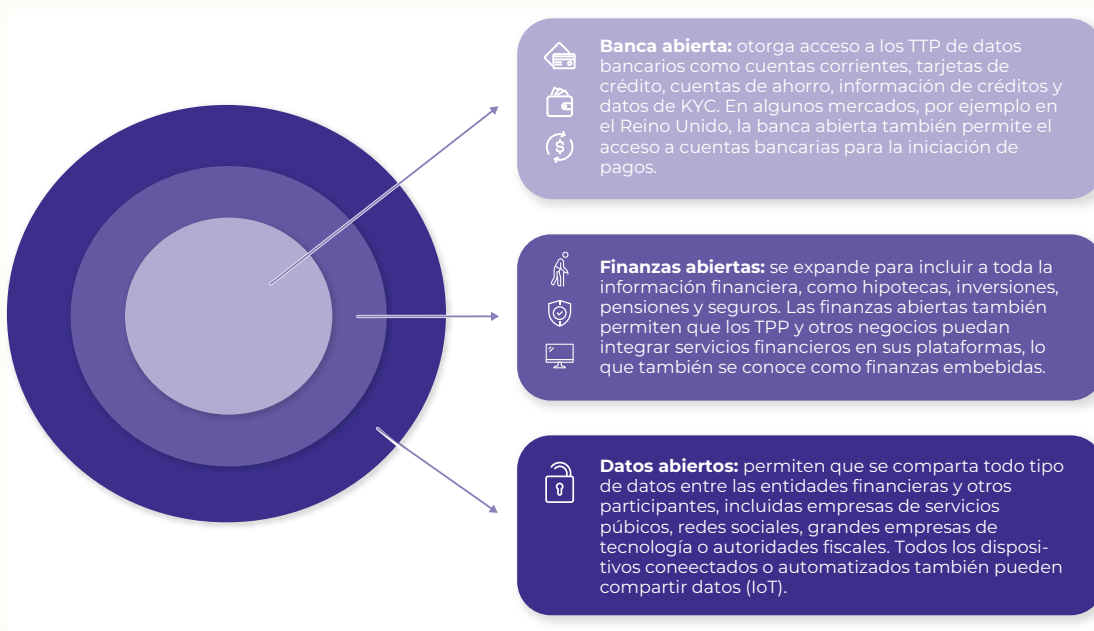 Banca abierta: otorga acceso a los TTP de datos
bancarios como cuentas corrientes, tarjetas de
crédito, cuentas de ahorro, información de créditos y
datos de KYC. En algunos mercados, por ejemplo en
el Reino Unido, la banca abierta también permite el
acceso a cuentas bancarias para la iniciación de
pagos.
Finanzas abiertas: se expande para incluir a toda la
información financiera, como hipotecas, inversiones,
pensiones y seguros. Las finanzas abiertas también
permiten que los TPP y otros negocios puedan
integrar servicios financieros en sus plataformas, lo
que también se conoce como finanzas embebidas.
Datos abiertos: permiten que se comparta todo tipo
de datos entre las entidades financieras y otros
participantes, incluidas empresas de servicios
púbicos, redes sociales, grandes empresas de
tecnología o autoridades fiscales. Todos los disposi-
tivos coneectados o automatizados también pueden
compartir datos (IoT).